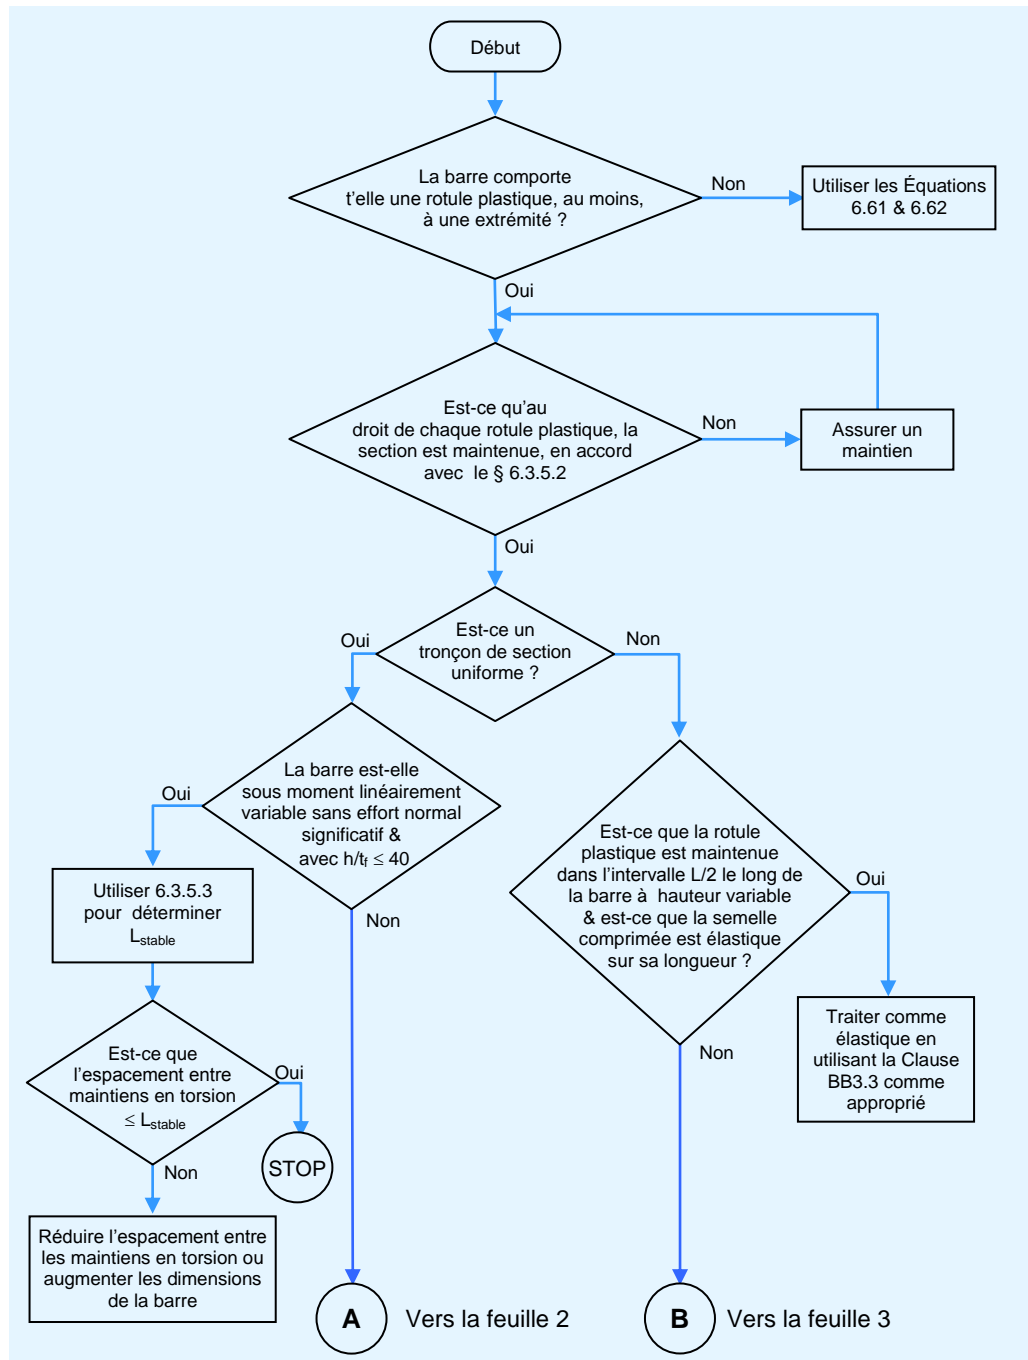 Début
La barre comporte
t'elle une rotule plastique, au moins,
à une extrémité ?
Non
Utiliser les Équations
6.61 & 6.62
Oui
Est-ce qu'au
droit de chaque rotule plastique, la
section est maintenue, en accord
avec le § 6.3.5.2
Non
Assurer un
maintien
Oui
Est-ce un
tronçon de section
uniforme ?
Oui
Non
La barre est-elle
sous moment linéairement
variable sans effort normal
significatif &
avec h/tf ≤ 40
Oui
Non
Utiliser 6.3.5.3
pour déterminer
Lstable
Est-ce que
l'espacement entre
maintiens en torsion
≤ Lstable
Oui
STOP
Non
Réduire l'espacement entre
les maintiens en torsion ou
augmenter les dimensions
de la barre
Est-ce que la rotule
plastique est maintenue
dans l'intervalle L/2 le long de
la barre à hauteur variable
& est-ce que la semelle
comprimée est élastique
sur sa longueur ?
Oui
Traiter comme
élastique en
utilisant la Clause
BB3.3 comme
approprié
Non
A
Vers la feuille 2
B
Vers la feuille 3